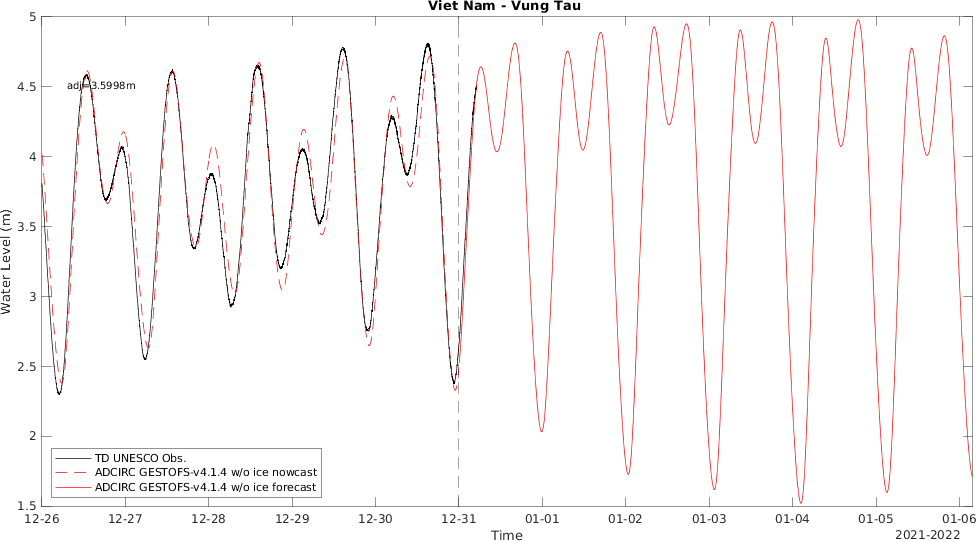 Viet Nam - Vung Tau
5
4.5
4
3.5
3
2.5
2
1.5
Water Level (m)
adj=3.5998m
TD UNESCO Obs.
ADCIRC GESTOFS-v4.1.4 w/o ice nowcast
ADCIRC GESTOFS-v4.1.4 w/o ice forecast
12-26 12-27 12-28 12-29 12-30 12-31 01-01 01-02 01-03 01-04 01-05 01-06
Time
2021-2022